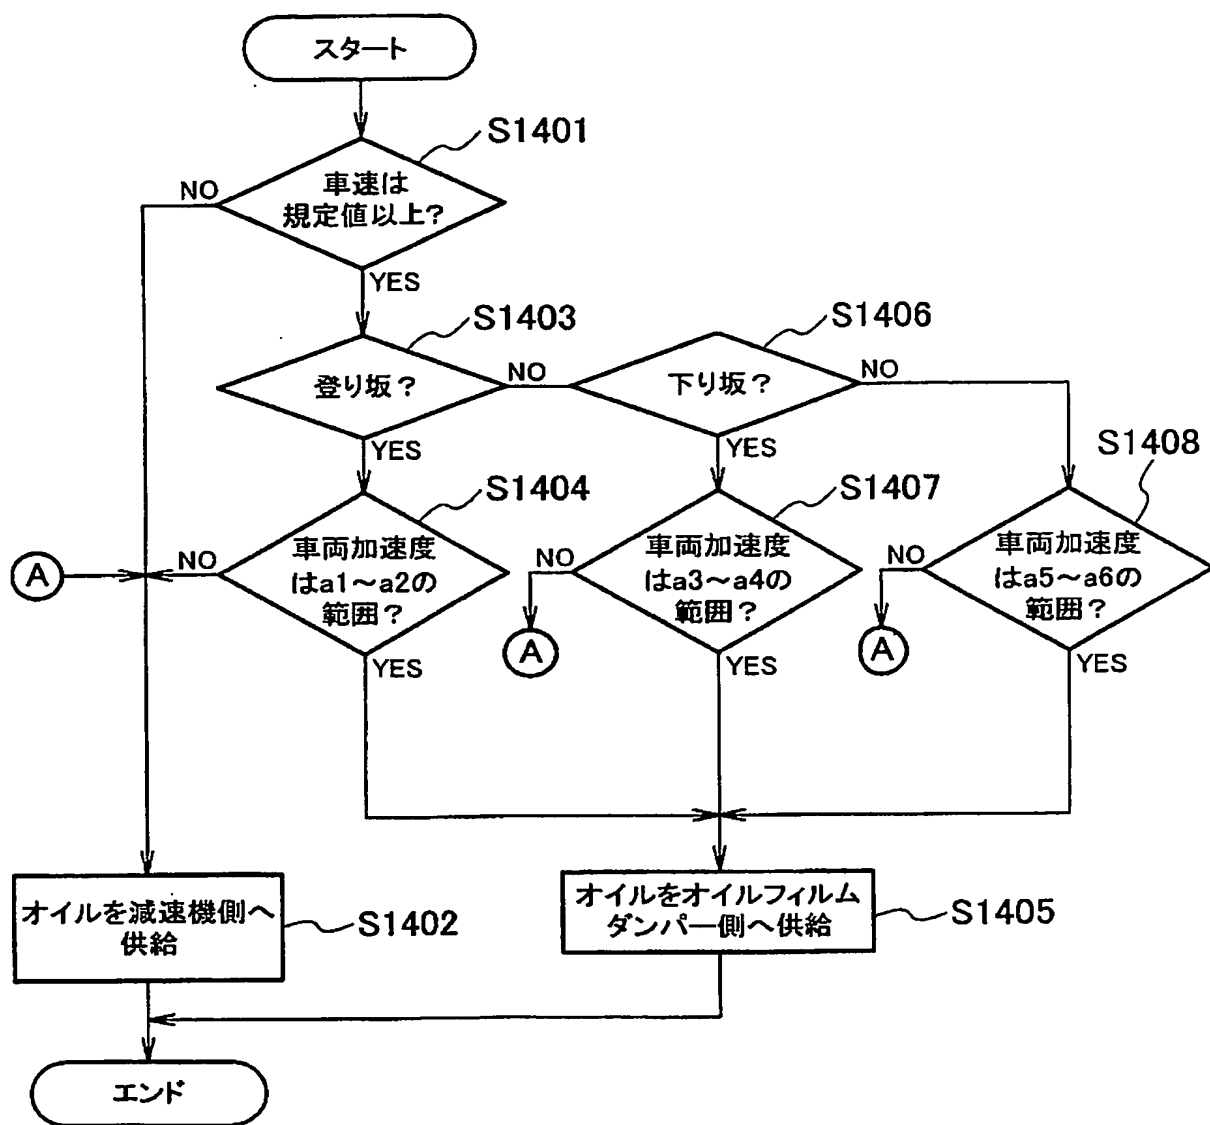 スタート
S1401
NO
車速は
規定値以上?
YES
S1403
S1406
登り坂?
NO
下り坂?
NO
YES
YES
S1404
S1407
S1408
A
NO
車両加速度
はa1〜a2の
範囲?
NO
車両加速度
はa3〜a4の
範囲?
NO
車両加速度
はa5〜a6の
範囲?
A
A
YES
YES
YES
オイルを減速機側へ
供給
S1402
オイルをオイルフィルム
ダンパー側へ供給
S1405
エンド